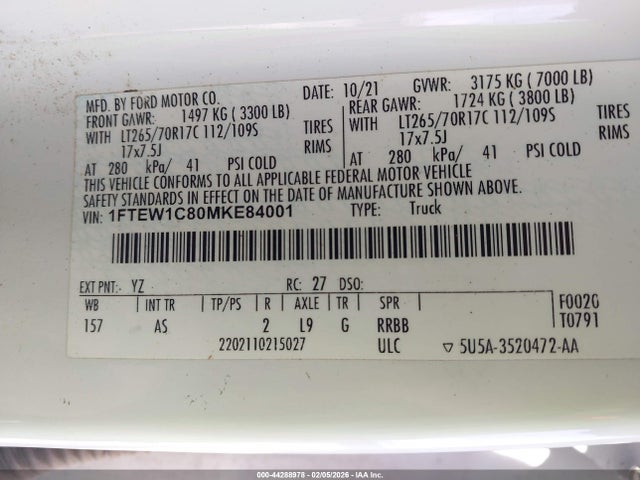 MFD. BY FORD MOTOR CO. DATE: 10/21 GVWR: 3175 KG ( 7000 LB)
FRONT GAWR: 1497 KG ( 3300 LB) REAR GAWR: 1724 KG ( 3800 LB)
WITH LT265/70R17C 112/109S TIRES WITH LT265/70R17C 112/109S TIRES
17x7.5J RIMS 17x7.5J RIMS
AT 280 kPa/ 41 PSI COLD AT 280 kPa/ 41 PSI COLD
THIS VEHICLE CONFORMS TO ALL APPLICABLE FEDERAL MOTOR VEHICLE
SAFETY STANDARDS IN EFFECT ON THE DATE OF MANUFACTURE SHOWN ABOVE.
VIN: 1FTEW1C80MKE84001 TYPE: Truck
EXT PNT: YZ RC: 27 DSO:
WB INT TR TP/PS R AXLE TR SPR F0020
157 AS 2 L9 G RRBB T0791
2202110215027 ULC ▽ 5U5A-3520472-AA
000-44288978 - 02/05/2026 - IAA Inc.